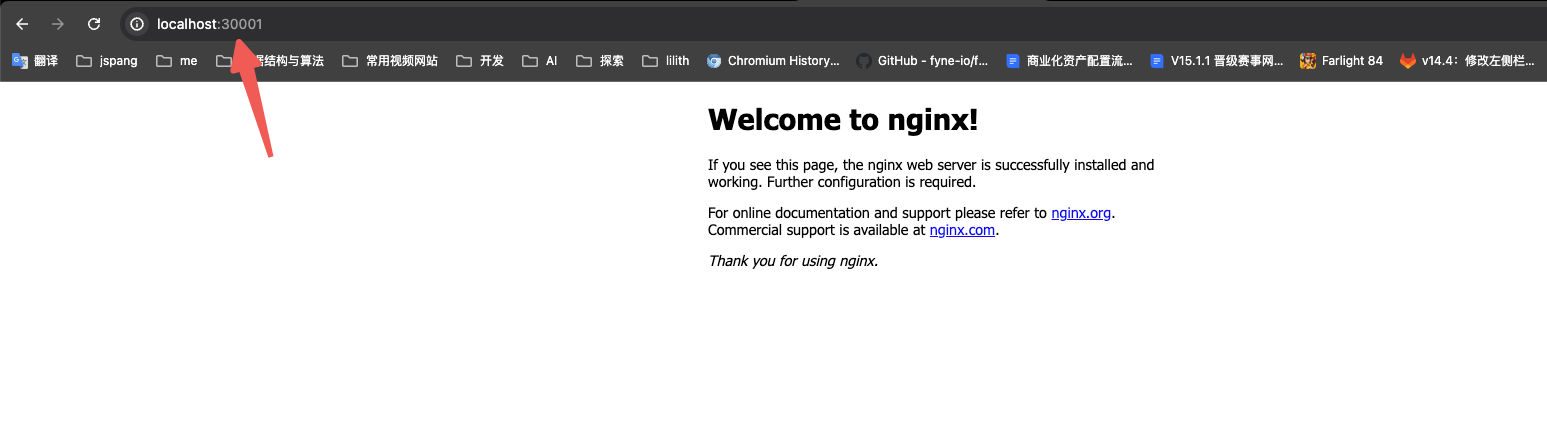 localhost:30001
翻译 jspang me 据结构与算法 常用视频网站 开发 AI 探索 lilith Chromium History... GitHub - fyne-io/f... 商业化资产配置流... V15.1.1 晋级赛事网... Farlight 84 v14.4：修改左侧栏...
Welcome to nginx!
If you see this page, the nginx web server is successfully installed and
working. Further configuration is required.
For online documentation and support please refer to nginx.org.
Commercial support is available at nginx.com.
Thank you for using nginx.